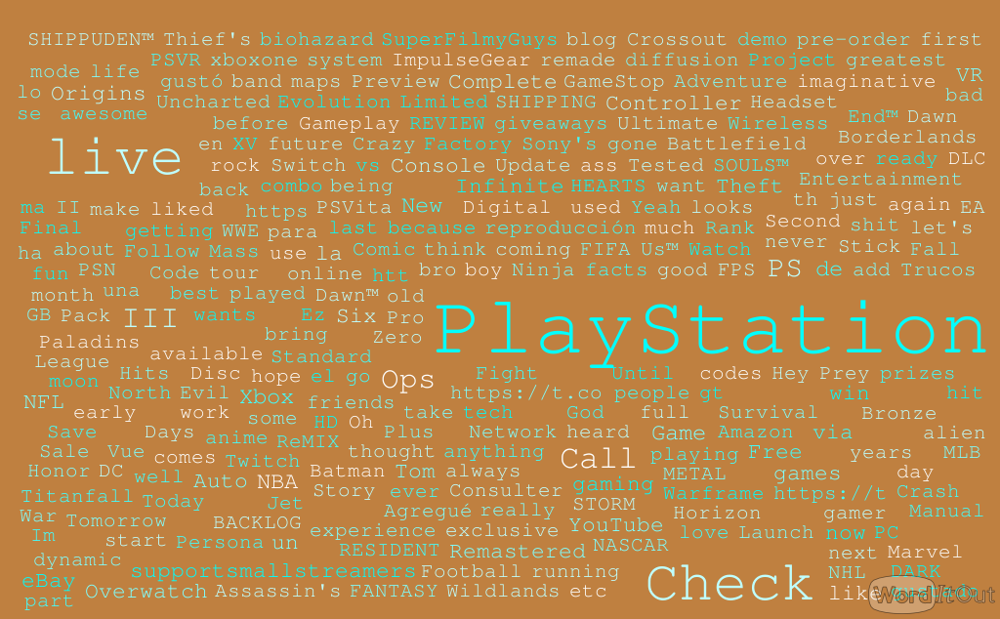 SHIPPUDEN™ Thief's biohazard SuperFilmyGuys blog Crossout demo pre-order first
PSVR xboxone system ImpulseGear remade diffusion Project greatest
mode life gustó band maps Preview Complete GameStop Adventure imaginative VR
lo Origins Uncharted Evolution Limited SHIPPING Controller Headset bad
se awesome before Gameplay REVIEW giveaways Ultimate Wireless End™ Dawn
live en XV future Crazy Factory Sony's gone Battlefield Borderlands
rock Switch vs Console Update ass Tested SOULS™ over ready DLC
back combo being Infinite HEARTS want Theft Entertainment
ma II make liked https PSVita New Digital used Yeah looks th just again EA
Final getting WWE para last because reproducción much Rank Second shit let's
ha about Follow Mass use la Comic think coming FIFA Us™ Watch never Stick Fall
fun PSN Code tour online htt bro boy Ninja facts good FPS PS de add Trucos
month una best played Dawn™ old
GB Pack III wants Ez Six Pro PlayStation
Paladins available bring Zero
League Standard
moon Hits Disc hope el go Ops Fight Until codes Hey Prey prizes
NFL North Evil Xbox friends https://t.co people gt win hit
early work some HD Oh take tech God full Survival Bronze
Save Days anime ReMIX Plus Network heard Game Amazon via alien
Sale Vue comes Twitch thought anything Call playing Free years MLB
Honor DC well Auto NBA Batman Tom always METAL games day
Titanfall Today Jet Story ever Consulter gaming Warframe https://t Crash
War Tomorrow BACKLOG Agregué really STORM Horizon gamer Manual
Im start Persona un experience exclusive YouTube love Launch now PC
dynamic RESIDENT Remastered NASCAR next Marvel
eBay supportsmallstreamers Football running Check NHL DARK
part Overwatch Assassin's FANTASY Wildlands etc like
WordItOut